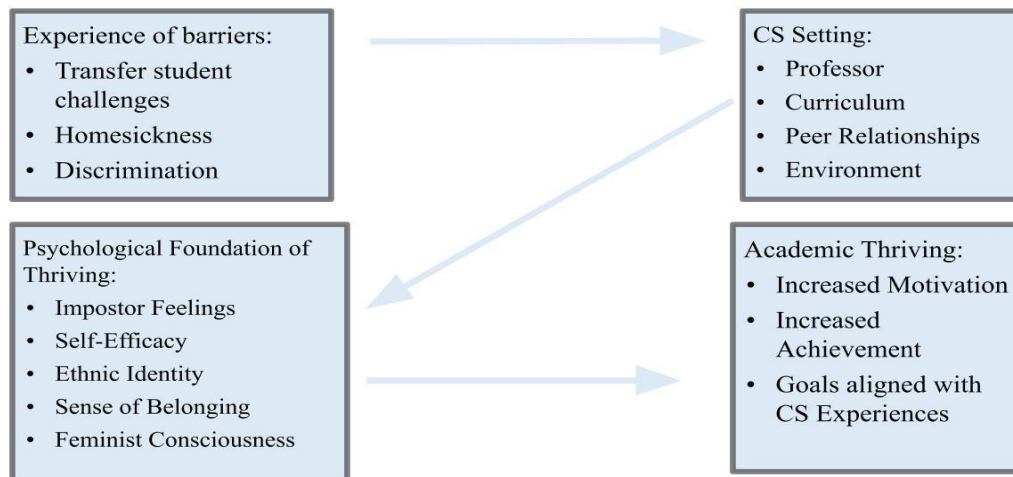 Experience of barriers:
• Transfer student
challenges
• Homesickness
• Discrimination
CS Setting:
• Professor
• Curriculum
• Peer Relationships
• Environment
Psychological Foundation of
Thriving:
• Impostor Feelings
• Self-Efficacy
• Ethnic Identity
• Sense of Belonging
• Feminist Consciousness
Academic Thriving:
• Increased Motivation
• Increased
Achievement
• Goals aligned with
CS Experiences